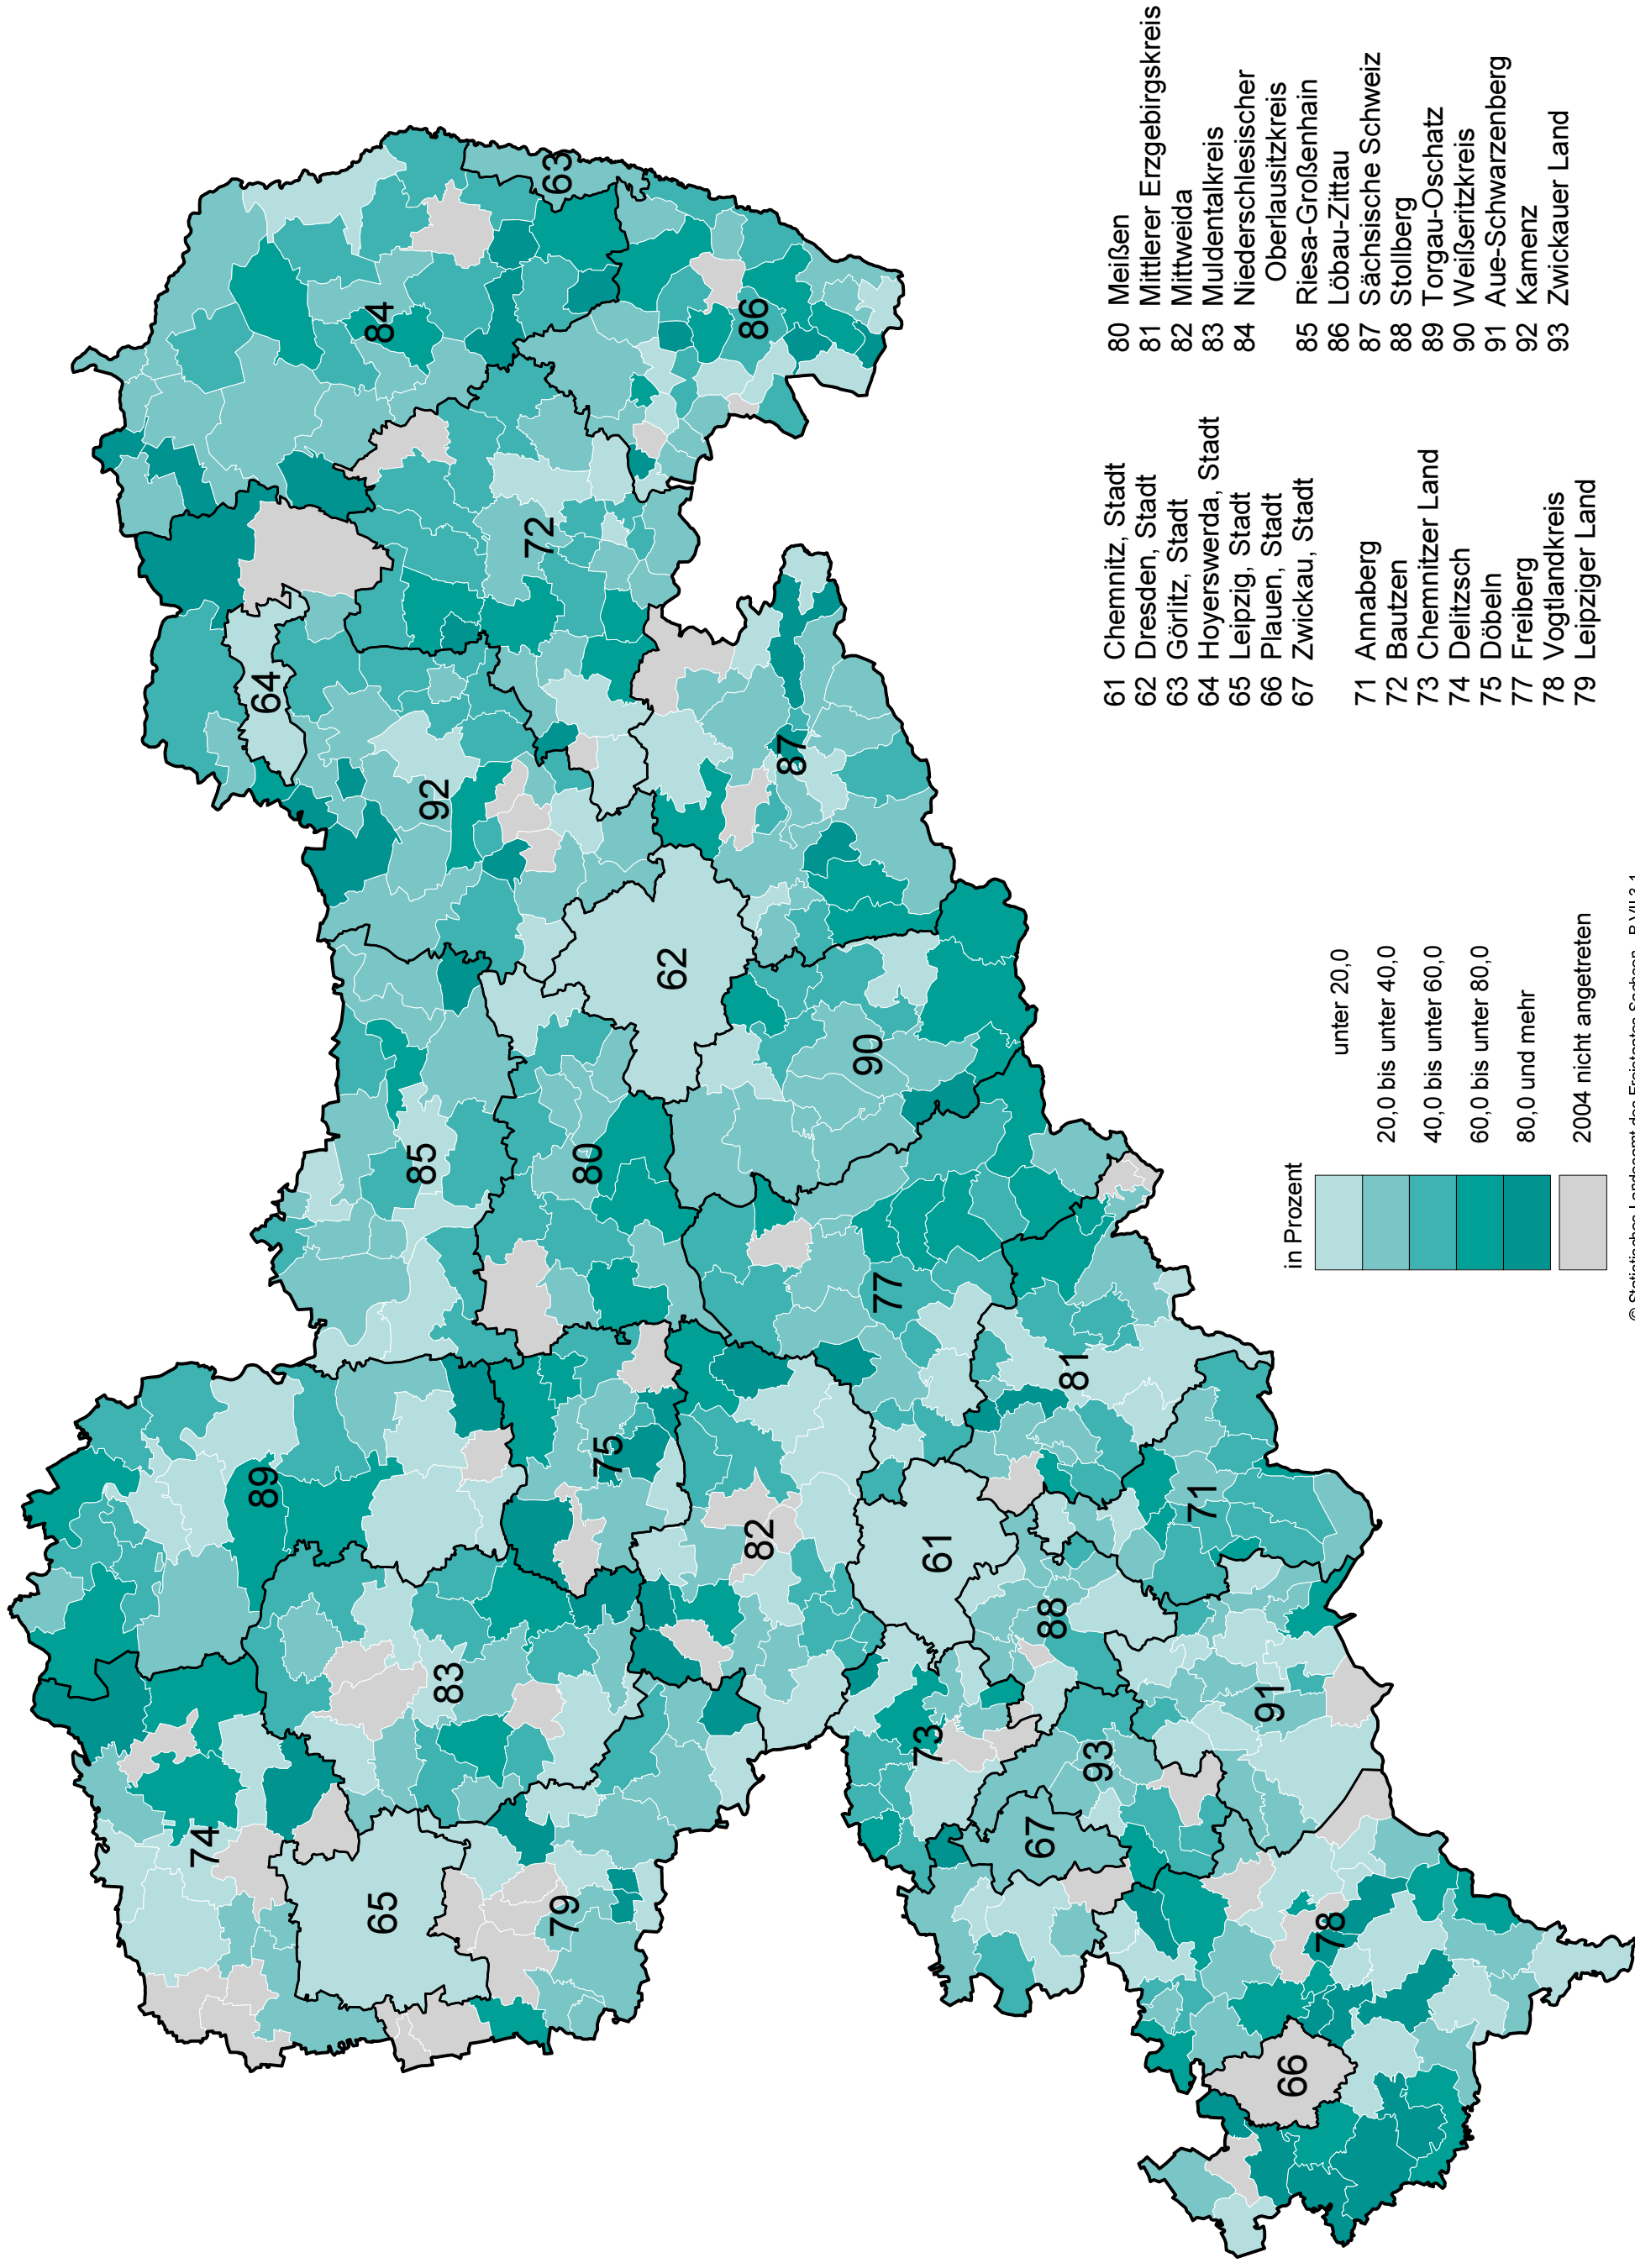 84
63
86
72
64
92
87
62
90
85
80
77
89
75
82
81
71
61
88
83
73
93
91
67
74
65
79
78
66
in Prozent
unter 20,0
20,0 bis unter 40,0
40,0 bis unter 60,0
60,0 bis unter 80,0
80,0 und mehr
2004 nicht angetreten
61 Chemnitz, Stadt
62 Dresden, Stadt
63 Görlitz, Stadt
64 Hoyerswerda, Stadt
65 Leipzig, Stadt
66 Plauen, Stadt
67 Zwickau, Stadt
71 Annaberg
72 Bautzen
73 Chemnitzer Land
74 Delitzsch
75 Döbeln
77 Freiberg
78 Vogtlandkreis
79 Leipziger Land
80 Meißen
81 Mittlerer Erzgebirgskreis
82 Mittweida
83 Muldentalkreis
84 Niederschlesischer
Oberlausitzkreis
85 Riesa-Großenhain
86 Löbau-Zittau
87 Sächsische Schweiz
88 Stollberg
89 Torgau-Oschatz
90 Weißeritzkreis
91 Aue-Schwarzenberg
92 Kamenz
93 Zwickauer Land